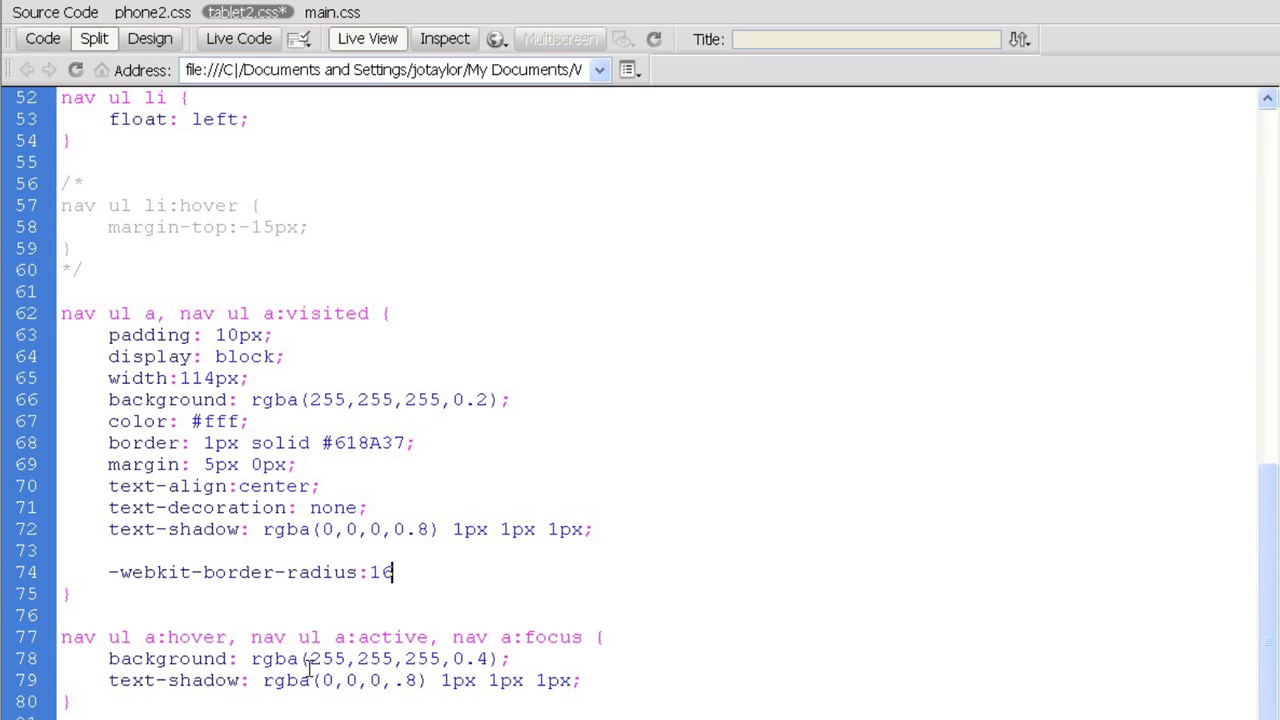 Source Code phone2.css tablet2.css* main.css
Code Split Design Live Code Live View Inspect Multiscreen Title:
Address: file:///C|/Documents and Settings/jotaylor/My Documents/V
52 nav ul li {
53 float: left;
54 }
55
56 /*
57 nav ul li:hover {
58 margin-top:-15px;
59 }
60 */
61
62 nav ul a, nav ul a:visited {
63 padding: 10px;
64 display: block;
65 width:114px;
66 background: rgba(255,255,255,0.2);
67 color: #fff;
68 border: 1px solid #618A37;
69 margin: 5px 0px;
70 text-align:center;
71 text-decoration: none;
72 text-shadow: rgba(0,0,0,0.8) 1px 1px 1px;
73
74 -webkit-border-radius:16
75 }
76
77 nav ul a:hover, nav ul a:active, nav a:focus {
78 background: rgba(255,255,255,0.4);
79 text-shadow: rgba(0,0,0,.8) 1px 1px 1px;
80 }